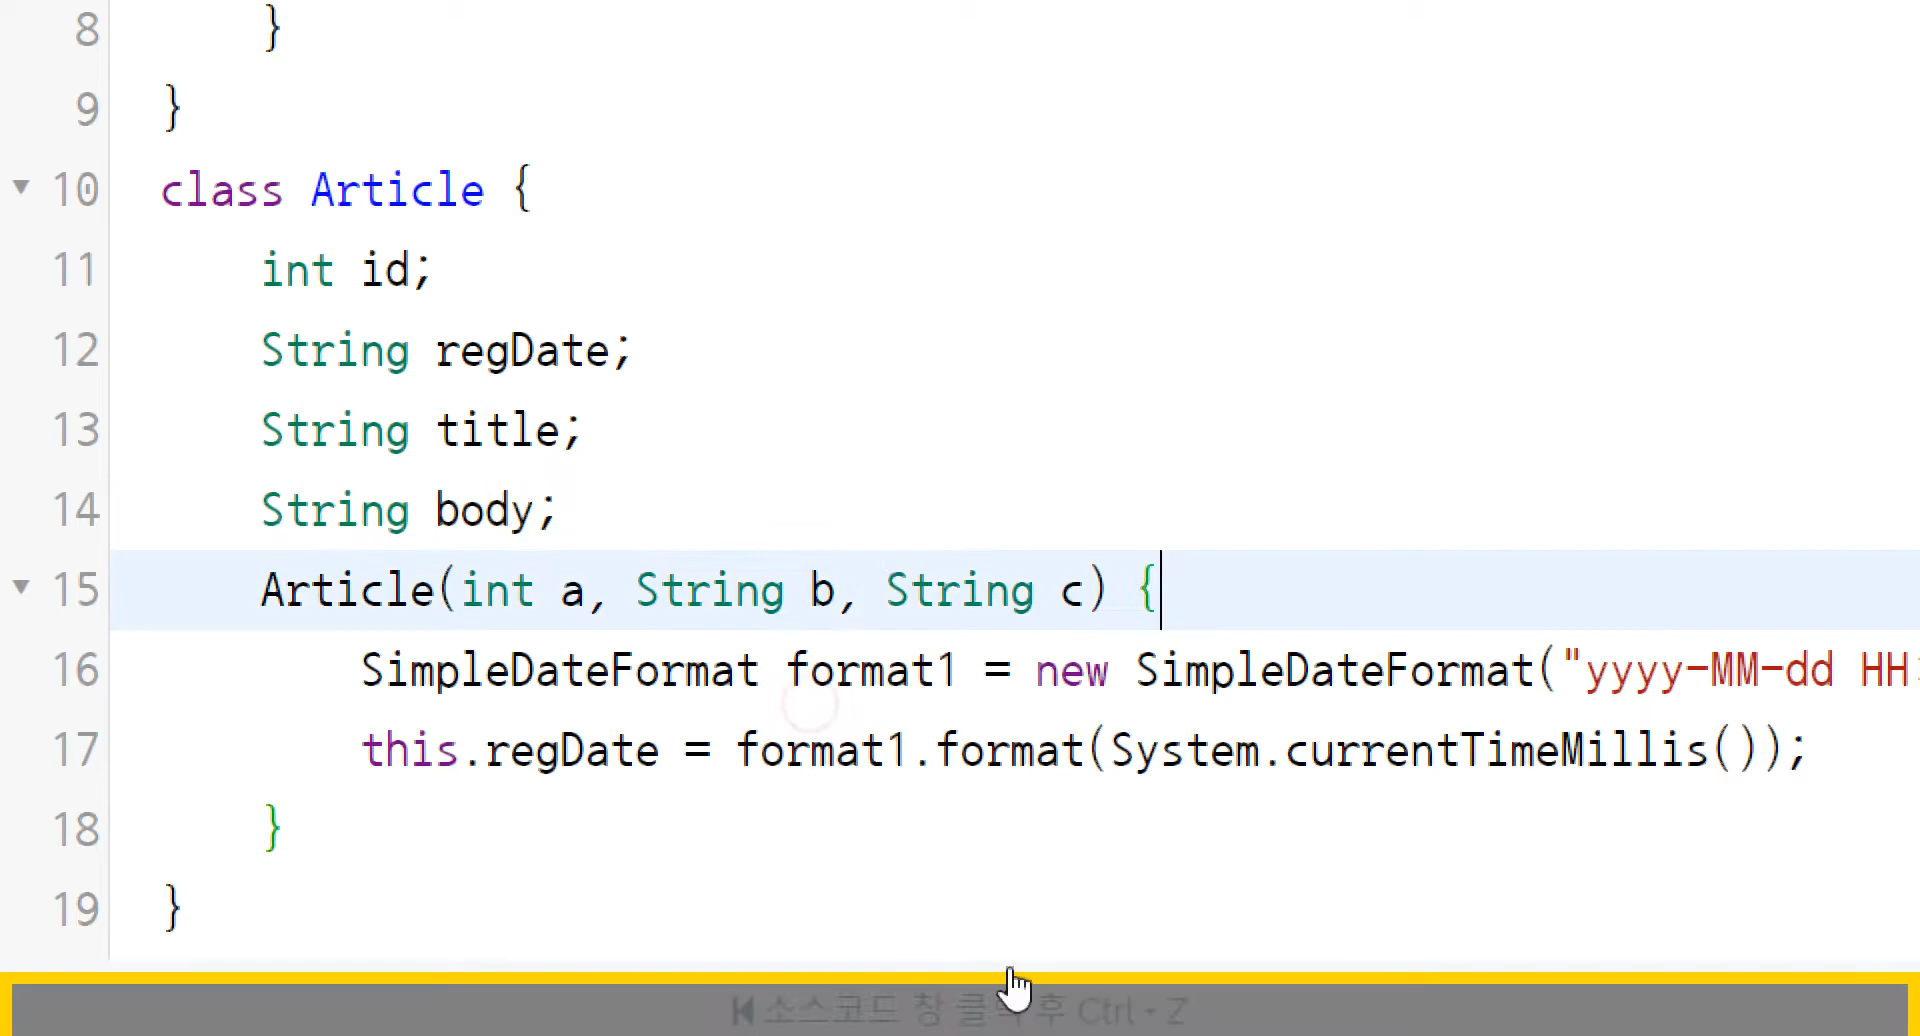 8 }
9 }
10 class Article {
11 int id;
12 String regDate;
13 String title;
14 String body;
15 Article(int a, String b, String c) {
16 SimpleDateFormat format1 = new SimpleDateFormat("yyyy-MM-dd HH:
17 this.regDate = format1.format(System.currentTimeMillis());
18 }
19 }
소스코드 창 클릭 후 Ctrl + Z